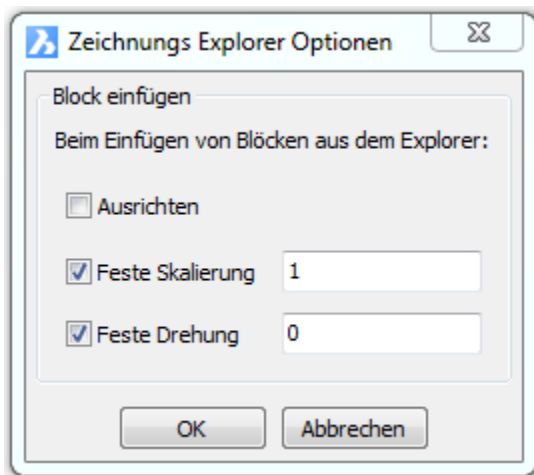 Zeichnungs Explorer Optionen
Block einfügen
Beim Einfügen von Blöcken aus dem Explorer:
Ausrichten
Feste Skalierung 1
Feste Drehung 0
OK Abbrechen